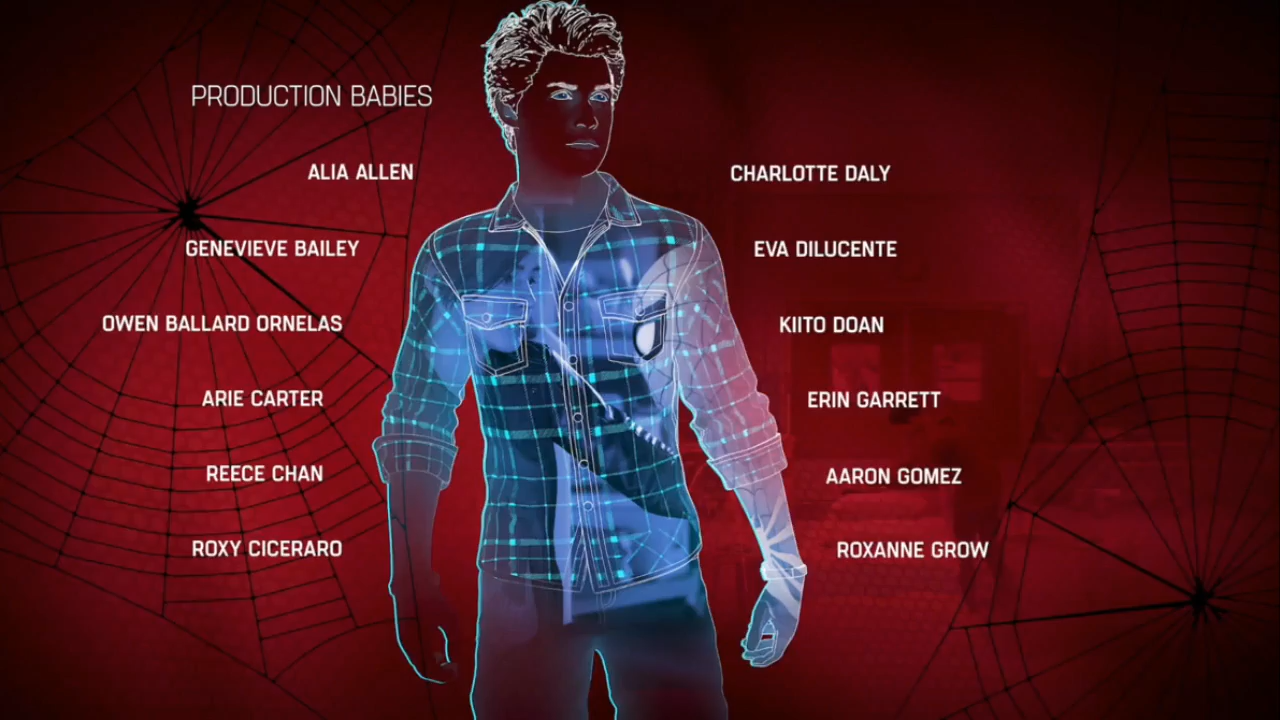 PRODUCTION BABIES
ALIA ALLEN
GENEVIEVE BAILEY
OWEN BALLARD ORNELAS
ARIE CARTER
REECE CHAN
ROXY CICERARO
CHARLOTTE DALY
EVA DILUCENTE
KIITO DOAN
ERIN GARRETT
AARON GOMEZ
ROXANNE GROW